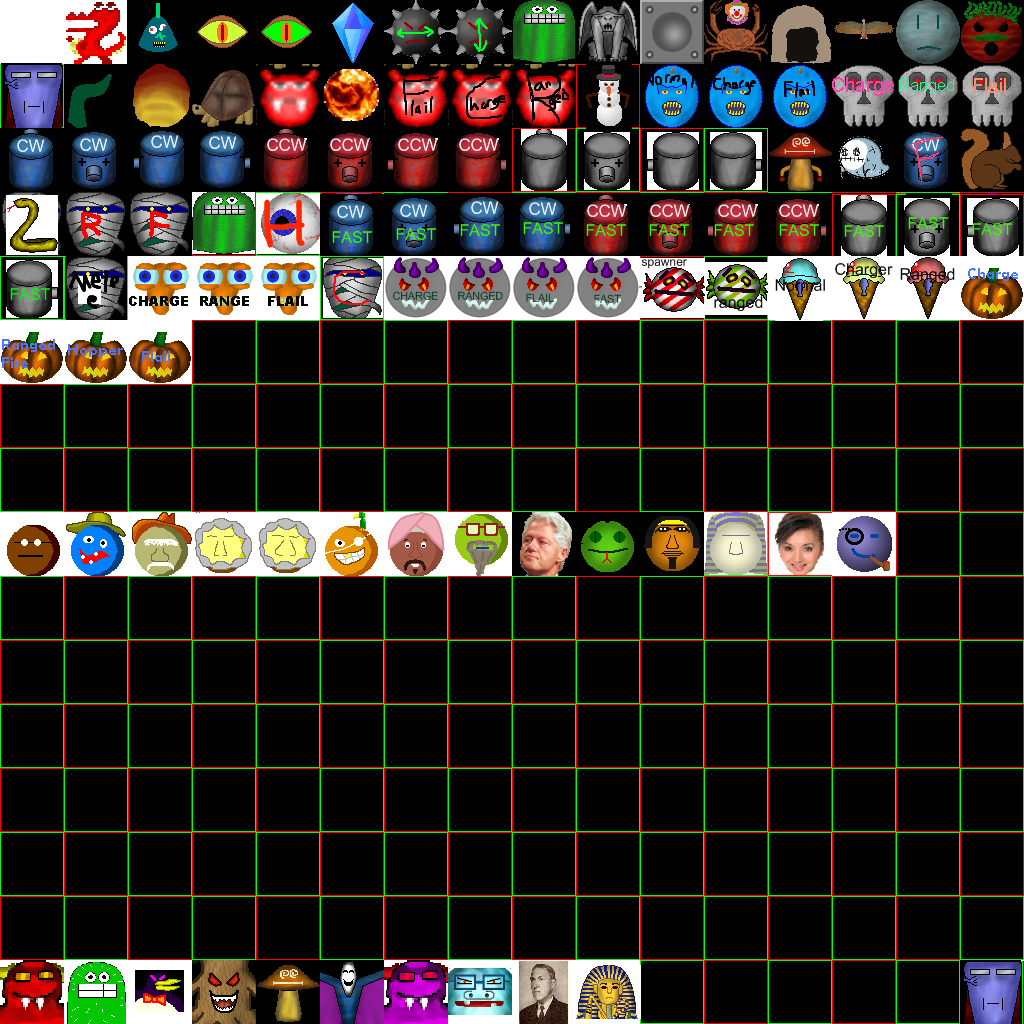 Flail
Charge
Ranged
Normal
Charge
Flail
Charge
Ranged
Flail
CW
CW
CW
CW
CCW
CCW
CCW
CCW
CW
C
R
F
H
CW
FAST
CW
FAST
CW
FAST
CW
FAST
CCW
FAST
CCW
FAST
CCW
FAST
CCW
FAST
FAST
FAST
FAST
FAST
CHARGE
RANGE
FLAIL
C
CHARGE
RANGED
FLAIL
FAST
spawner
ranged
Normal
Charger
Ranged
Charge
Ranged
Fire
Hopper
Flail